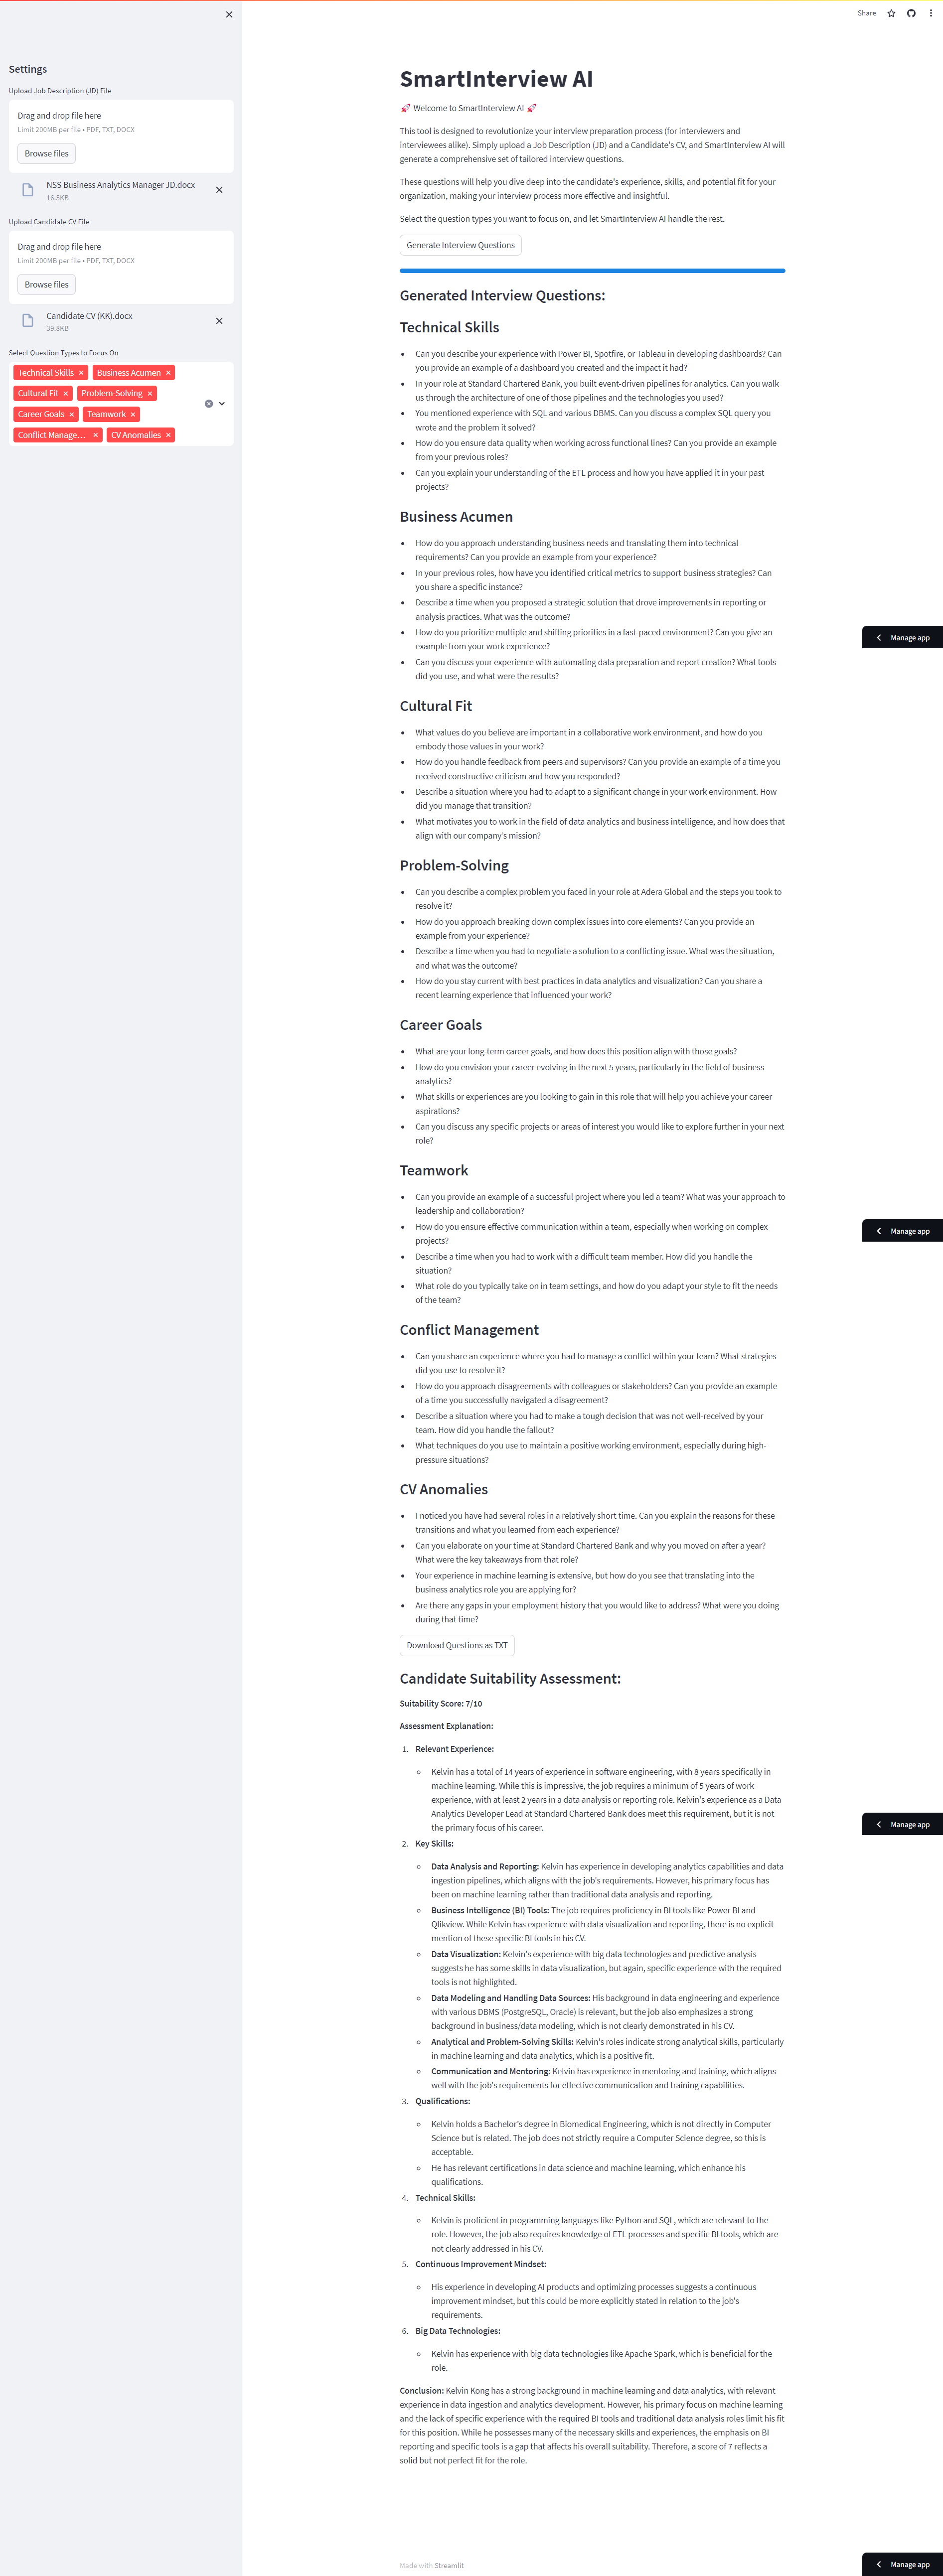 Share
Settings
Upload Job Description (JD) File
Drag and drop file here
Limit 200MB per file • PDF, TXT, DOCX
Browse files
NSS Business Analytics Manager JD.docx
16.5KB
Upload Candidate CV File
Drag and drop file here
Limit 200MB per file • PDF, TXT, DOCX
Browse files
Candidate CV (KK).docx
39.8KB
Select Question Types to Focus On
Technical Skills
Business Acumen
Cultural Fit
Problem-Solving
Career Goals
Teamwork
Conflict Manage...
CV Anomalies
SmartInterview AI
🚀 Welcome to SmartInterview AI 🚀
This tool is designed to revolutionize your interview preparation process (for interviewers and
interviewees alike). Simply upload a Job Description (JD) and a Candidate's CV, and SmartInterview AI will
generate a comprehensive set of tailored interview questions.
These questions will help you dive deep into the candidate's experience, skills, and potential fit for your
organization, making your interview process more effective and insightful.
Select the question types you want to focus on, and let SmartInterview AI handle the rest.
Generate Interview Questions
Generated Interview Questions:
Technical Skills
• Can you describe your experience with Power BI, Spotfire, or Tableau in developing dashboards? Can
you provide an example of a dashboard you created and the impact it had?
• In your role at Standard Chartered Bank, you built event-driven pipelines for analytics. Can you walk
us through the architecture of one of those pipelines and the technologies you used?
• You mentioned experience with SQL and various DBMS. Can you discuss a complex SQL query you
wrote and the problem it solved?
• How do you ensure data quality when working across functional lines? Can you provide an example
from your previous roles?
• Can you explain your understanding of the ETL process and how you have applied it in your past
projects?
Business Acumen
• How do you approach understanding business needs and translating them into technical
requirements? Can you provide an example from your experience?
• In your previous roles, how have you identified critical metrics to support business strategies? Can
you share a specific instance?
• Describe a time when you proposed a strategic solution that drove improvements in reporting or
analysis practices. What was the outcome?
• How do you prioritize multiple and shifting priorities in a fast-paced environment? Can you give an
example from your work experience?
Manage app
• Can you discuss your experience with automating data preparation and report creation? What tools
did you use, and what were the results?
Cultural Fit
• What values do you believe are important in a collaborative work environment, and how do you
embody those values in your work?
• How do you handle feedback from peers and supervisors? Can you provide an example of a time you
received constructive criticism and how you responded?
• Describe a situation where you had to adapt to a significant change in your work environment. How
did you manage that transition?
• What motivates you to work in the field of data analytics and business intelligence, and how does that
align with our company's mission?
Problem-Solving
• Can you describe a complex problem you faced in your role at Adera Global and the steps you took to
resolve it?
• How do you approach breaking down complex issues into core elements? Can you provide an
example from your experience?
• Describe a time when you had to negotiate a solution to a conflicting issue. What was the situation,
and what was the outcome?
• How do you stay current with best practices in data analytics and visualization? Can you share a
recent learning experience that influenced your work?
Career Goals
• What are your long-term career goals, and how does this position align with those goals?
• How do you envision your career evolving in the next 5 years, particularly in the field of business
analytics?
• What skills or experiences are you looking to gain in this role that will help you achieve your career
aspirations?
• Can you discuss any specific projects or areas of interest you would like to explore further in your next
role?
Teamwork
• Can you provide an example of a successful project where you led a team? What was your approach to
leadership and collaboration?
• How do you ensure effective communication within a team, especially when working on complex
projects?
Manage app
• Describe a time when you had to work with a difficult team member. How did you handle the
situation?
• What role do you typically take on in team settings, and how do you adapt your style to fit the needs
of the team?
Conflict Management
• Can you share an experience where you had to manage a conflict within your team? What strategies
did you use to resolve it?
• How do you approach disagreements with colleagues or stakeholders? Can you provide an example
of a time you successfully navigated a disagreement?
• Describe a situation where you had to make a tough decision that was not well-received by your
team. How did you handle the fallout?
• What techniques do you use to maintain a positive working environment, especially during high-
pressure situations?
CV Anomalies
• I noticed you have had several roles in a relatively short time. Can you explain the reasons for these
transitions and what you learned from each experience?
• Can you elaborate on your time at Standard Chartered Bank and why you moved on after a year?
What were the key takeaways from that role?
• Your experience in machine learning is extensive, but how do you see that translating into the
business analytics role you are applying for?
• Are there any gaps in your employment history that you would like to address? What were you doing
during that time?
Download Questions as TXT
Candidate Suitability Assessment:
Suitability Score: 7/10
Assessment Explanation:
1. Relevant Experience:
○ Kelvin has a total of 14 years of experience in software engineering, with 8 years specifically in
machine learning. While this is impressive, the job requires a minimum of 5 years of work
experience, with at least 2 years in a data analysis or reporting role. Kelvin's experience as a Data
Analytics Developer Lead at Standard Chartered Bank does meet this requirement, but it is not
the primary focus of his career.
Manage app
2. Key Skills:
○ Data Analysis and Reporting: Kelvin has experience in developing analytics capabilities and data
ingestion pipelines, which aligns with the job's requirements. However, his primary focus has
been on machine learning rather than traditional data analysis and reporting.
○ Business Intelligence (BI) Tools: The job requires proficiency in BI tools like Power BI and
Qlikview. While Kelvin has experience with data visualization and reporting, there is no explicit
mention of these specific BI tools in his CV.
○ Data Visualization: Kelvin's experience with big data technologies and predictive analysis
suggests he has some skills in data visualization, but again, specific experience with the required
tools is not highlighted.
○ Data Modeling and Handling Data Sources: His background in data engineering and experience
with various DBMS (PostgreSQL, Oracle) is relevant, but the job also emphasizes a strong
background in business/data modeling, which is not clearly demonstrated in his CV.
○ Analytical and Problem-Solving Skills: Kelvin's roles indicate strong analytical skills, particularly
in machine learning and data analytics, which is a positive fit.
○ Communication and Mentoring: Kelvin has experience in mentoring and training, which aligns
well with the job's requirements for effective communication and training capabilities.
3. Qualifications:
○ Kelvin holds a Bachelor's degree in Biomedical Engineering, which is not directly in Computer
Science but is related. The job does not strictly require a Computer Science degree, so this is
acceptable.
○ He has relevant certifications in data science and machine learning, which enhance his
qualifications.
4. Technical Skills:
○ Kelvin is proficient in programming languages like Python and SQL, which are relevant to the
role. However, the job also requires knowledge of ETL processes and specific BI tools, which are
not clearly addressed in his CV.
5. Continuous Improvement Mindset:
○ His experience in developing AI products and optimizing processes suggests a continuous
improvement mindset, but this could be more explicitly stated in relation to the job's
requirements.
6. Big Data Technologies:
○ Kelvin has experience with big data technologies like Apache Spark, which is beneficial for the
role.
Conclusion: Kelvin Kong has a strong background in machine learning and data analytics, with relevant
experience in data ingestion and analytics development. However, his primary focus on machine learning
and the lack of specific experience with the required BI tools and traditional data analysis roles limit his fit
for this position. While he possesses many of the necessary skills and experiences, the emphasis on BI
reporting and specific tools is a gap that affects his overall suitability. Therefore, a score of 7 reflects a
solid but not perfect fit for the role.
Made with Streamlit
Manage app